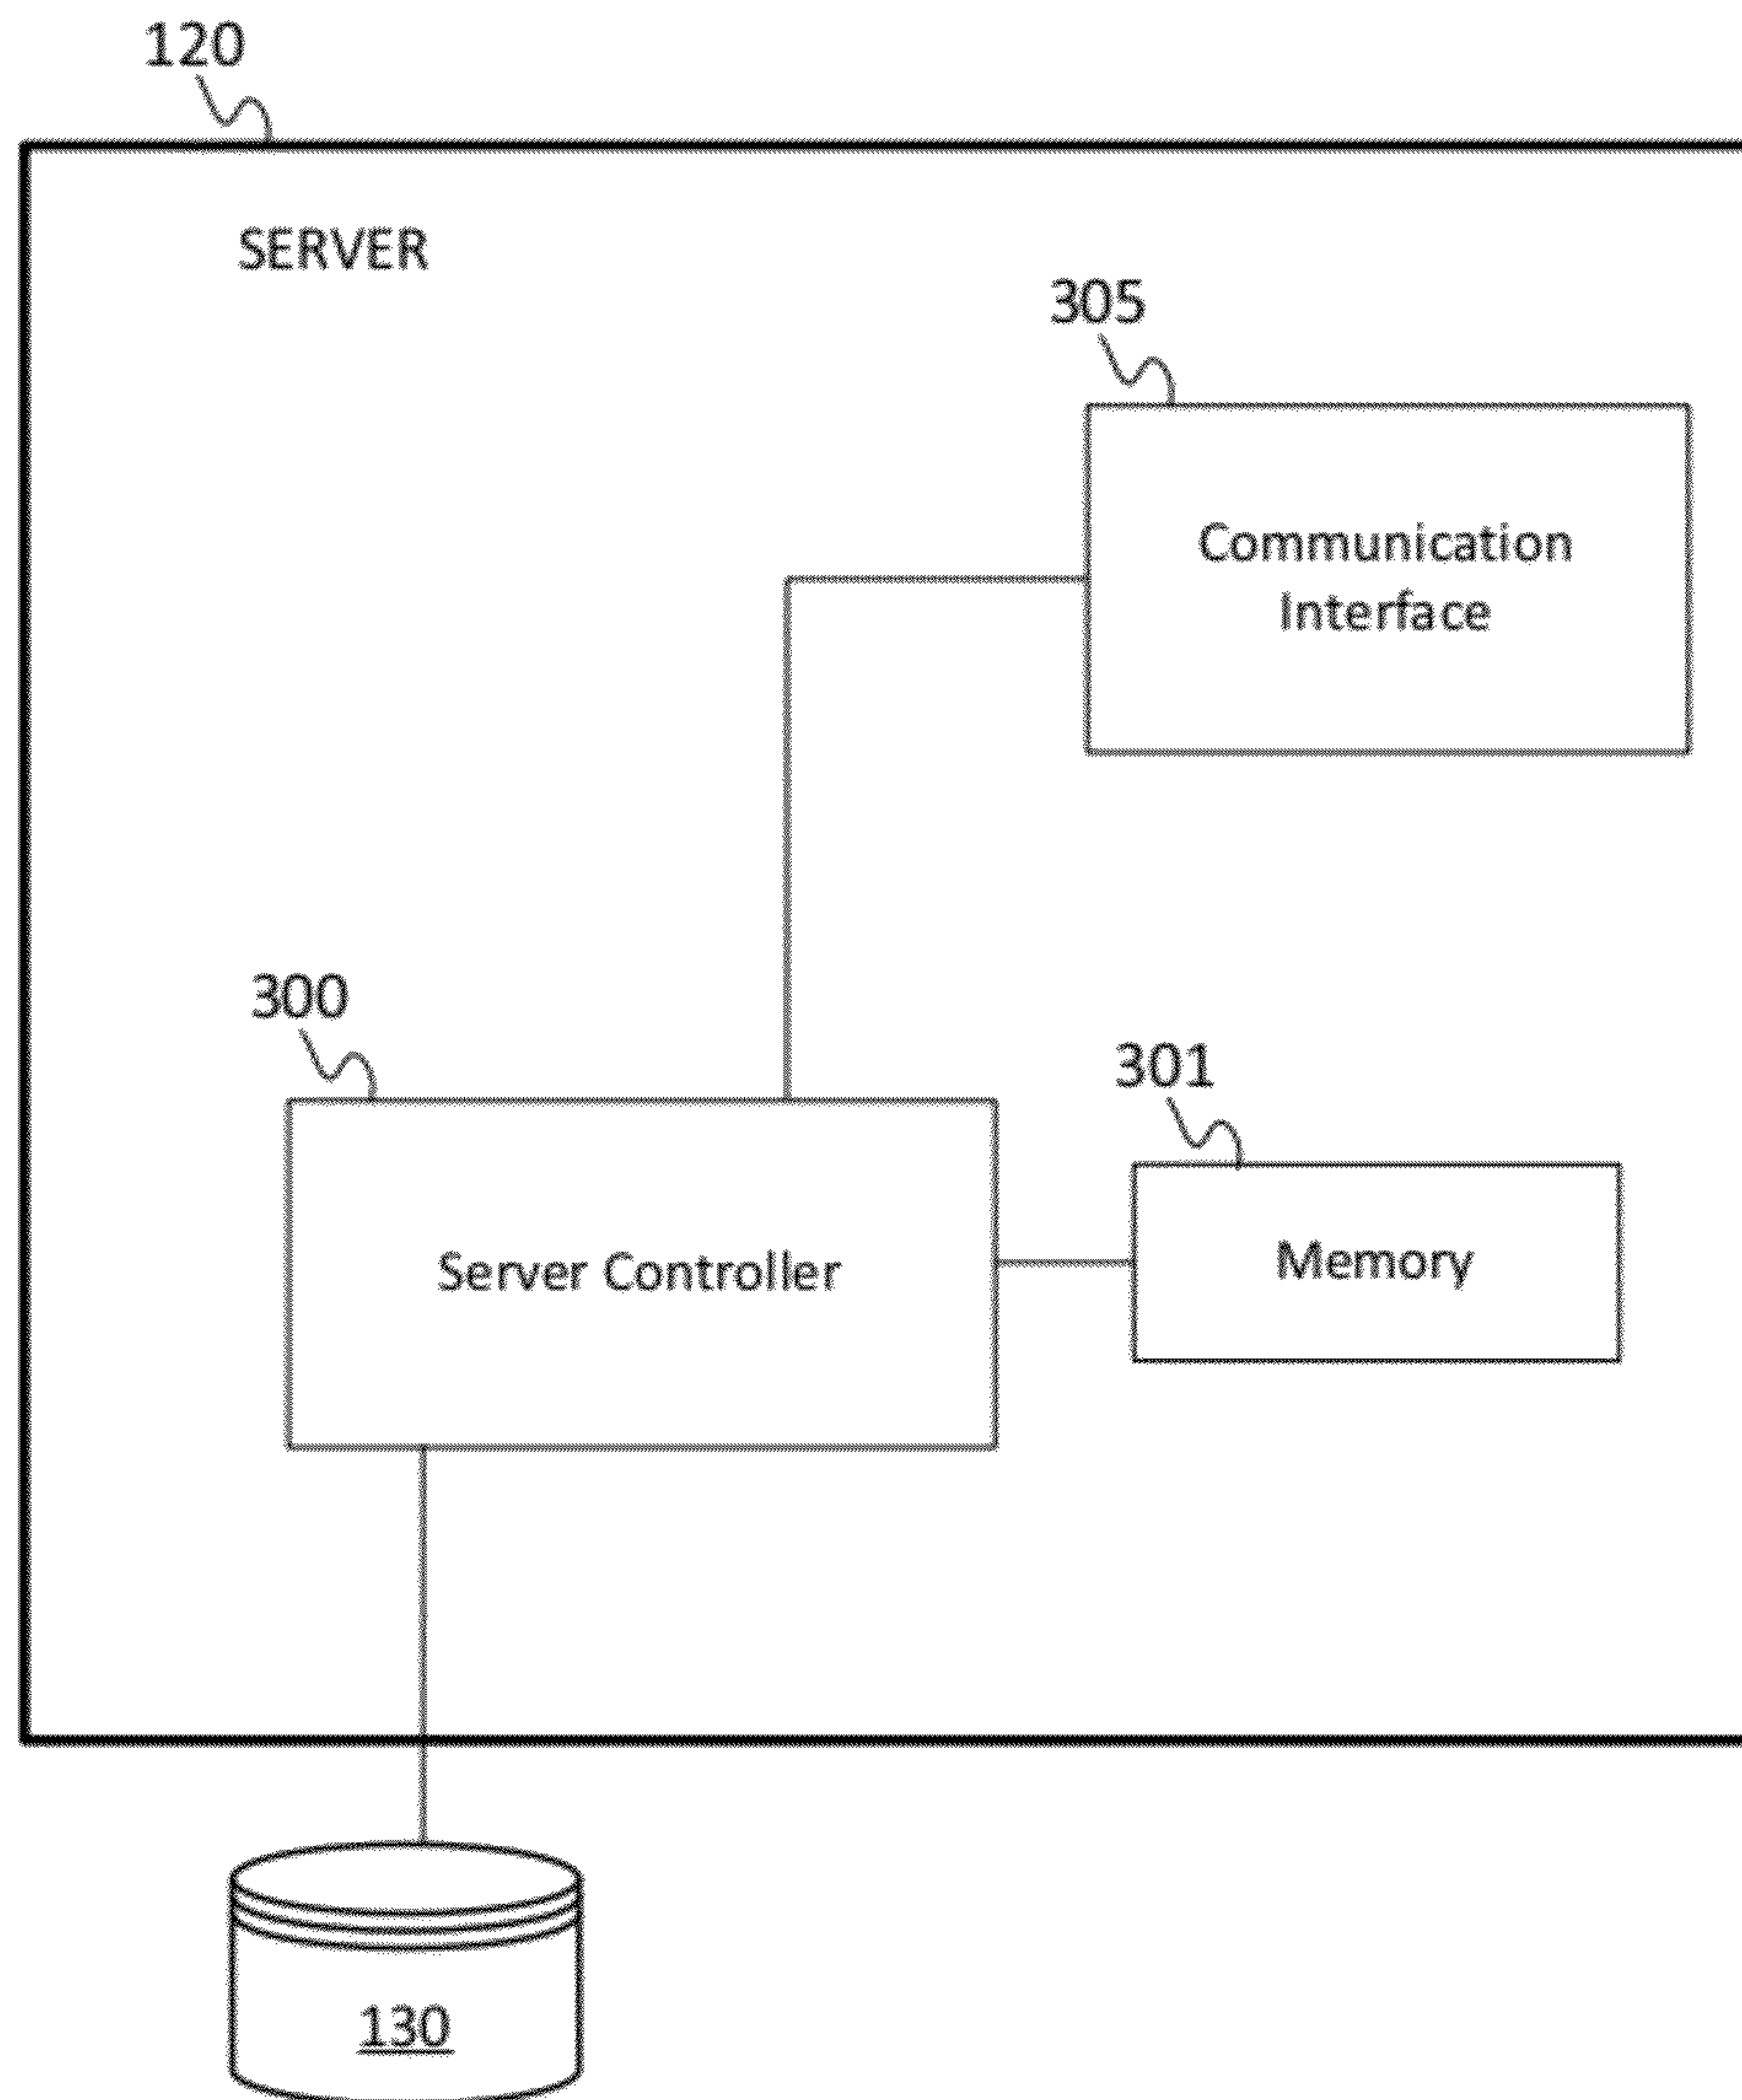 120
SERVER
305
Communication
Interface
300
301
Server Controller
Memory
130